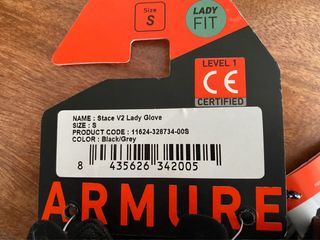 Size
S
LADY
FIT
LEVEL 1
CE
CERTIFIED
NAME : Stace V2 Lady Glove
SIZE : S
PRODUCT CODE : 11624-328734-00S
COLOR : Black/Grey
8 435626 342005
ARMURE